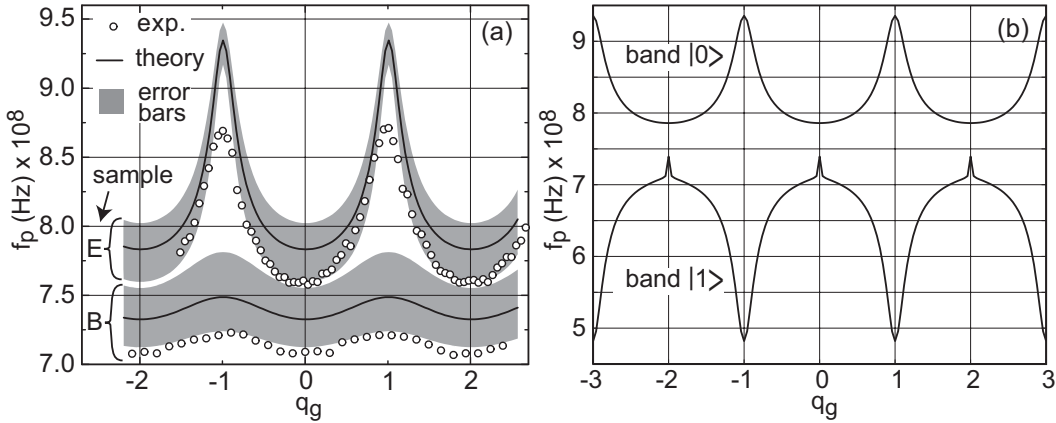 9.5
9.0
8.5
8.0
7.5
7.0
f_p (Hz) x 10^8
exp.
theory
error
bars
sample
E
B
(a)
-2
-1
0
1
2
q_g
9
8
7
6
5
f_p (Hz) x 10^8
(b)
band |0>
band |1>
-3
-2
-1
0
1
2
3
q_g